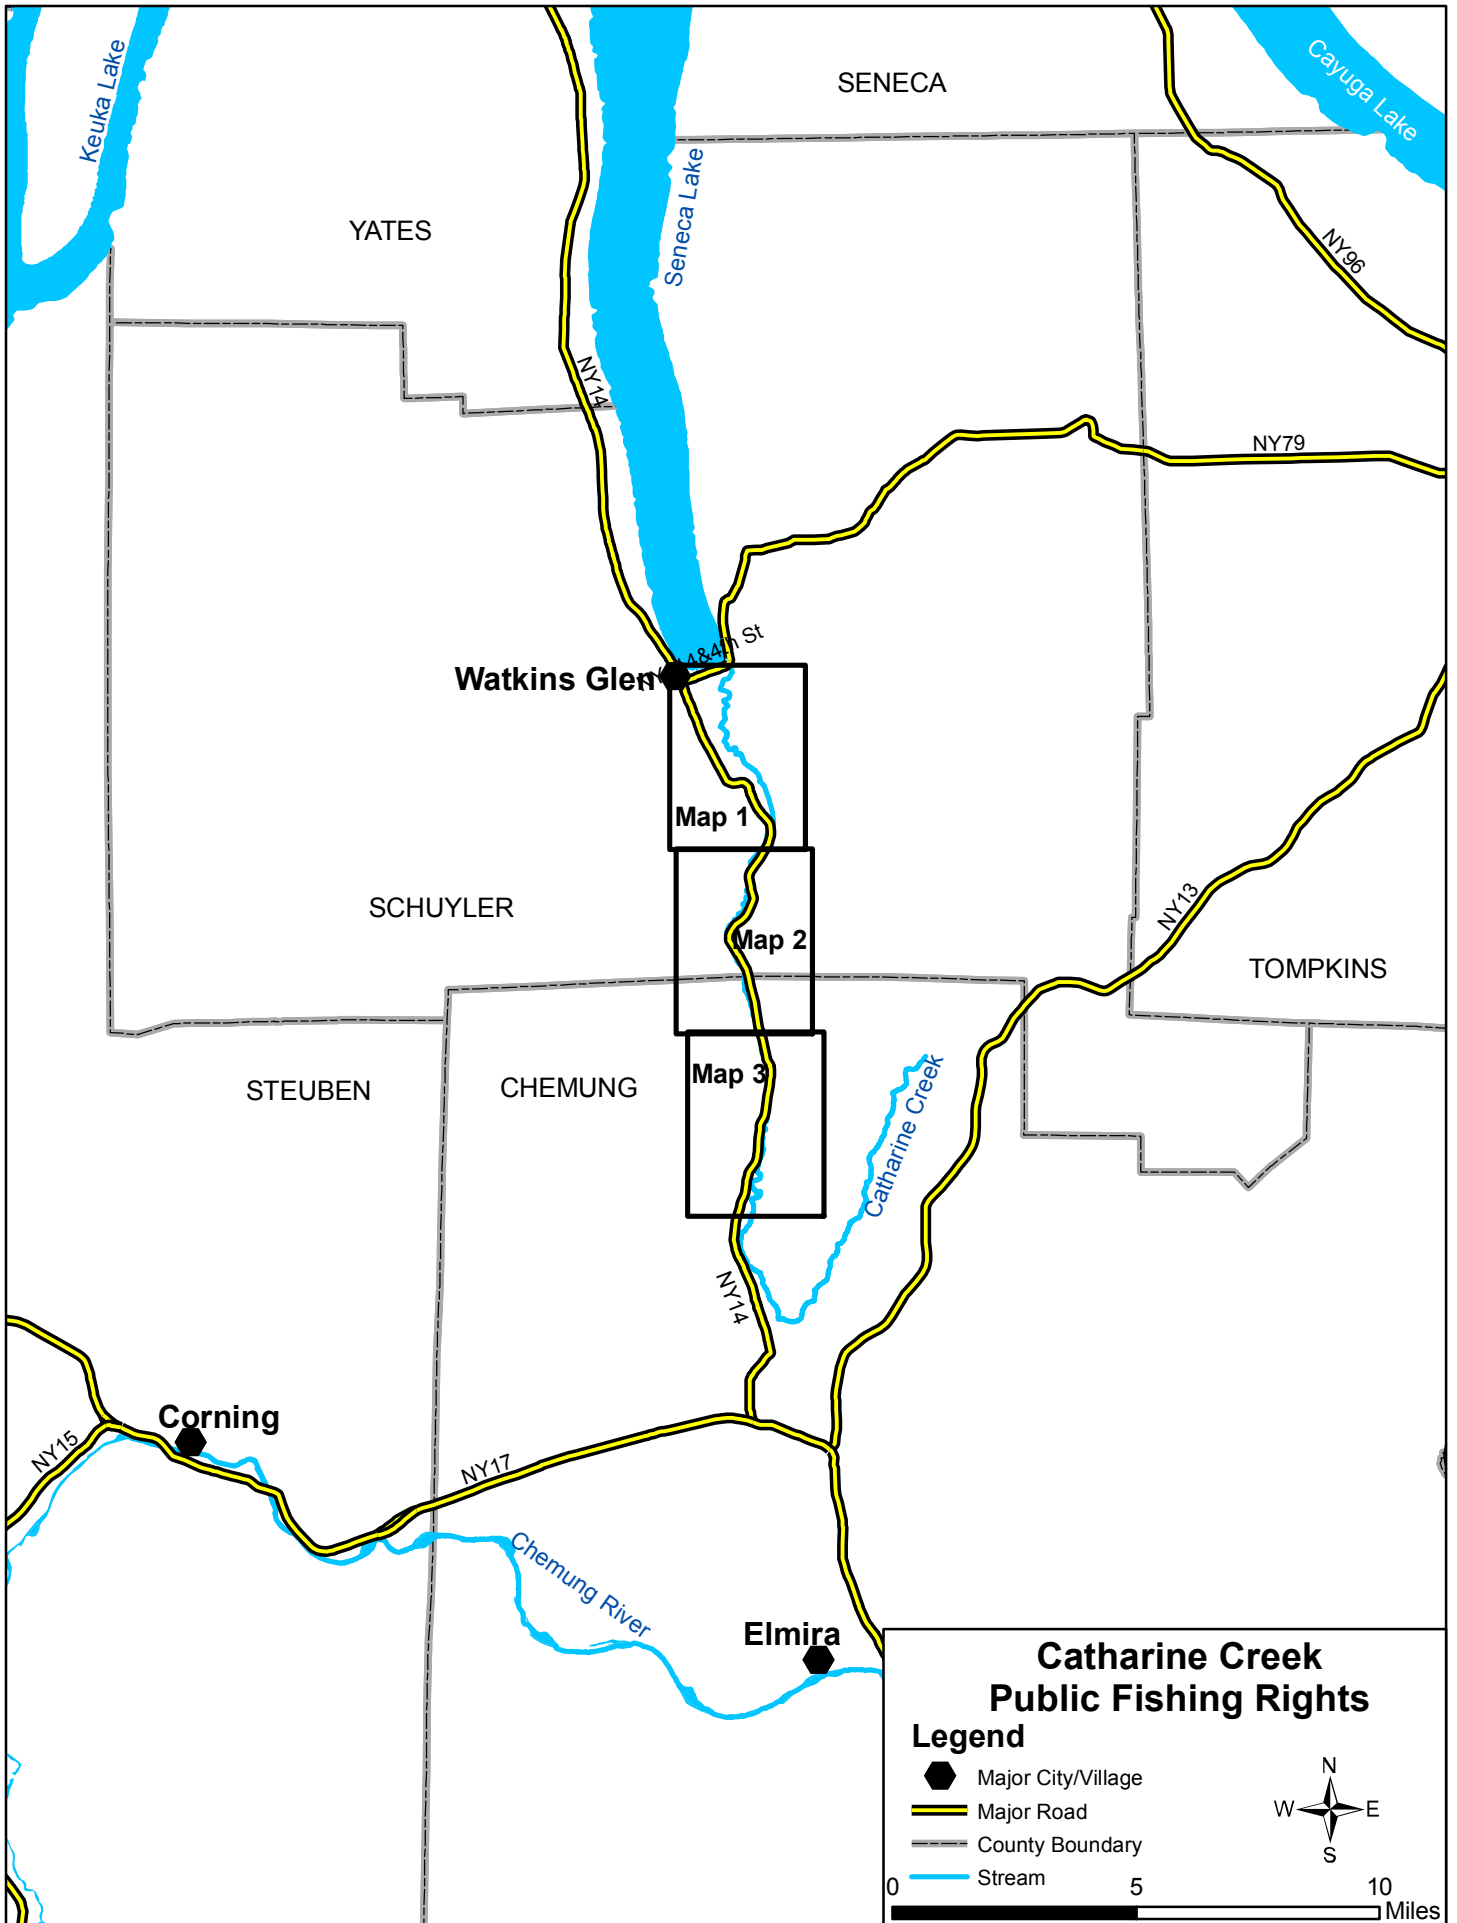 Keuka Lake
SENECA
Cayuga Lake
YATES
Seneca Lake
NY96
NY14
NY79
4&4th St
Watkins Glen
Map 1
SCHUYLER
Map 2
NY13
TOMPKINS
STEUBEN
CHEMUNG
Map 3
Catharine Creek
NY14
Corning
NY15
NY17
Chemung River
Elmira
Catharine Creek
Public Fishing Rights
Legend
Major City/Village
Major Road
County Boundary
Stream
N
W
E
S
0
5
10
Miles